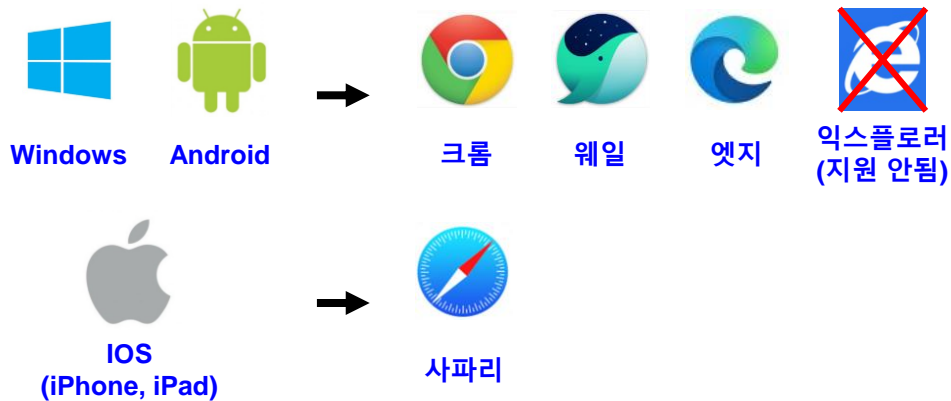 Windows
Android
크롬
웨일
엣지
익스플로러
(지원 안됨)
IOS
(iPhone, iPad)
사파리